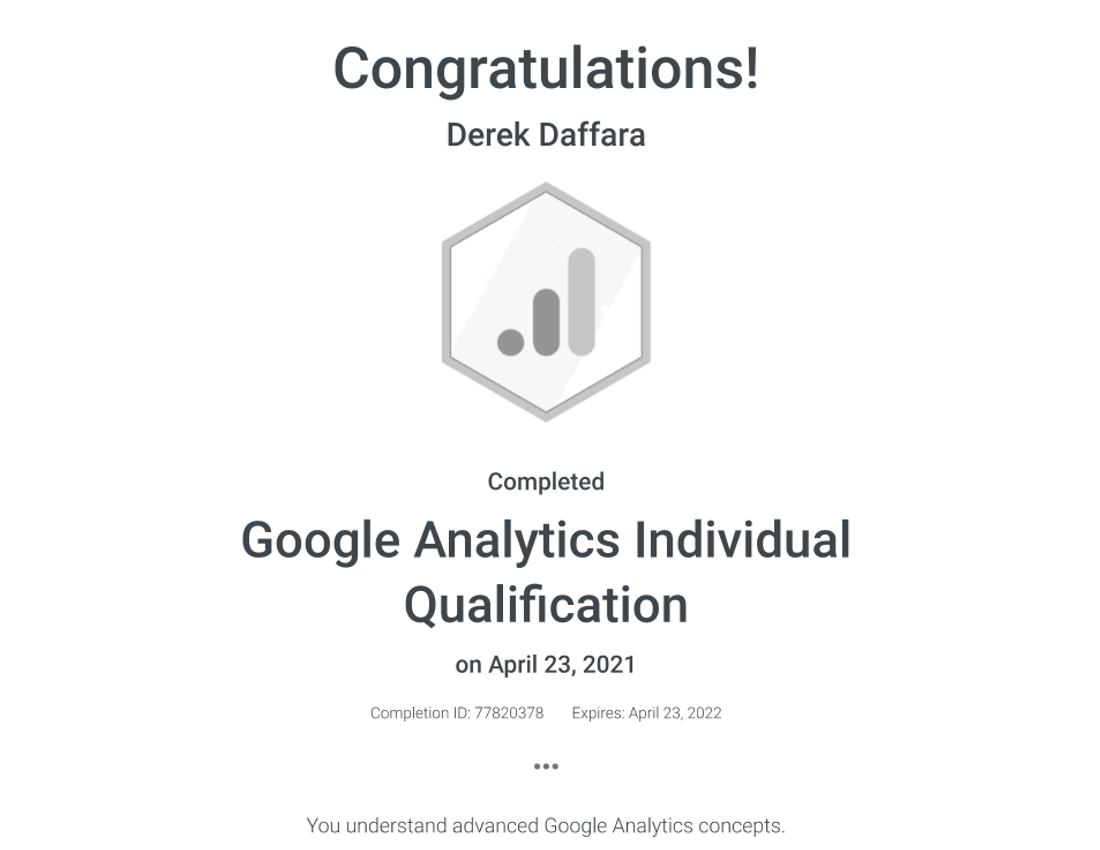 Congratulations!
Derek Daffara
Completed
Google Analytics Individual
Qualification
on April 23, 2021
Completion ID: 77820378 Expires: April 23, 2022
•••
You understand advanced Google Analytics concepts.